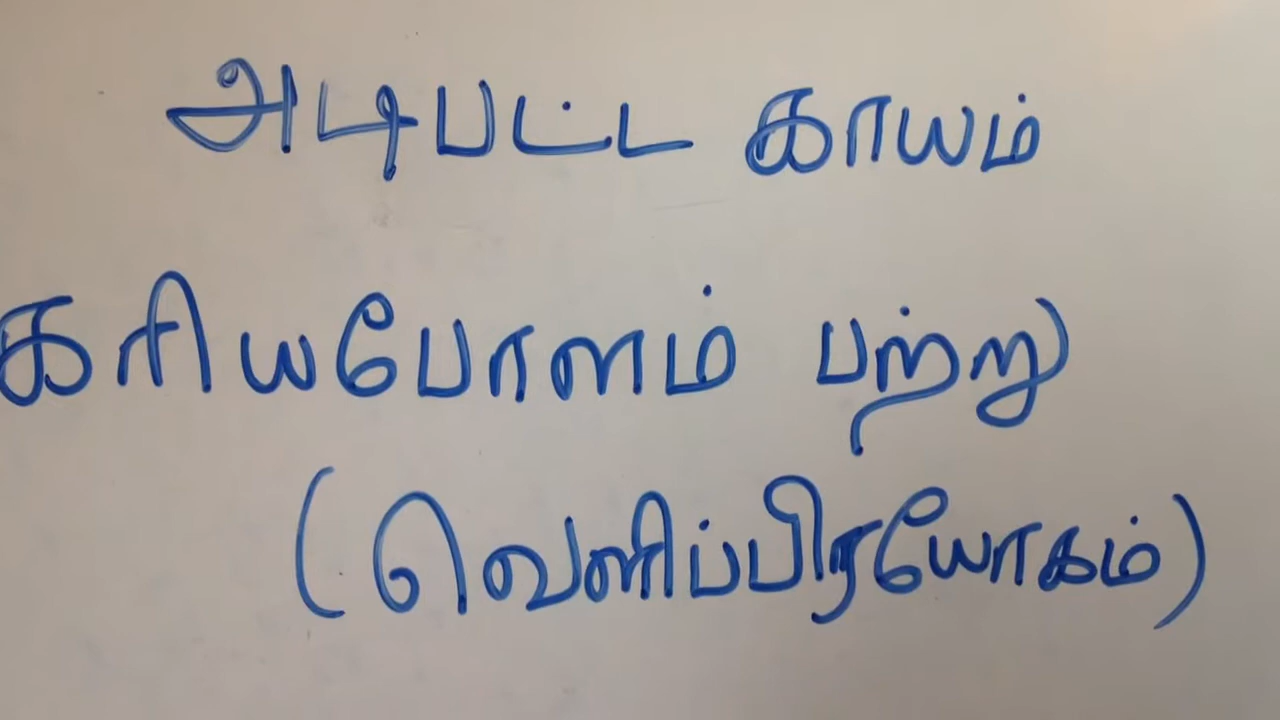 அடிபட்ட காயம்
கரியபோளம் பற்று
(வெளிப்பிரயோகம்)